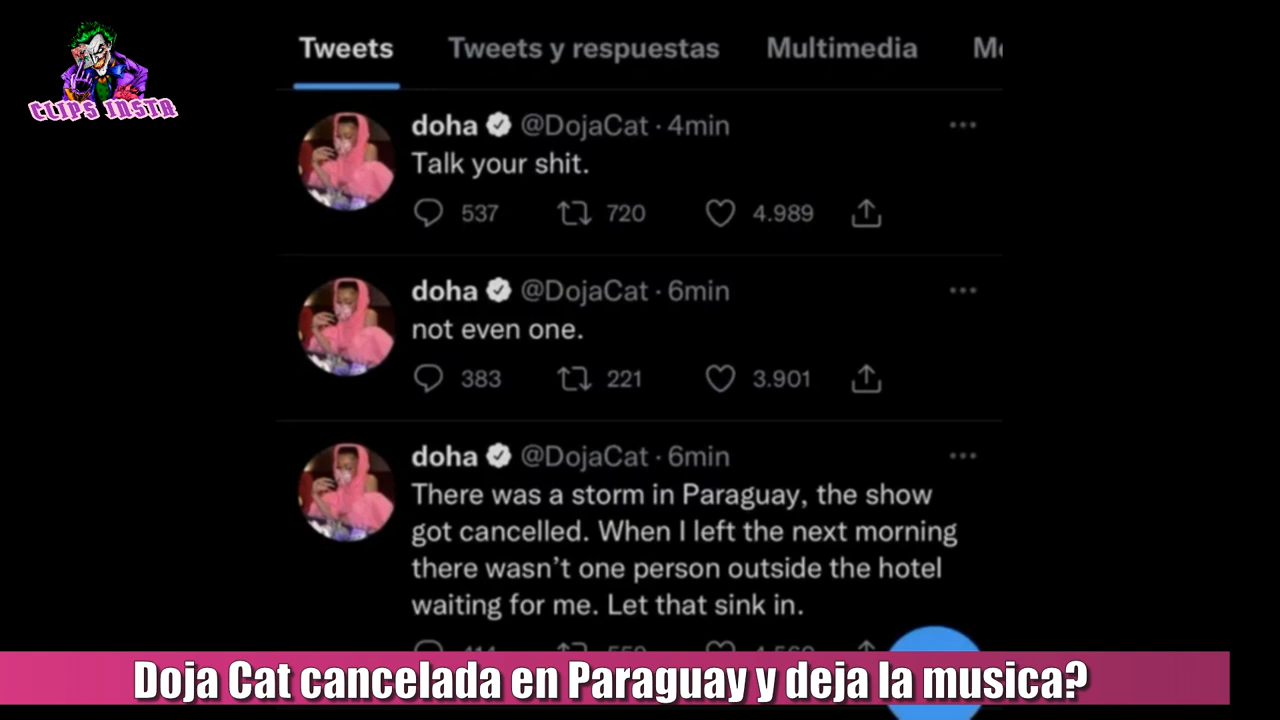 CLIPS INSTA
Tweets Tweets y respuestas Multimedia
doha @DojaCat · 4min
Talk your shit.
537 720 4.989
doha @DojaCat · 6min
not even one.
383 221 3.901
doha @DojaCat · 6min
There was a storm in Paraguay, the show
got cancelled. When I left the next morning
there wasn't one person outside the hotel
waiting for me. Let that sink in.
Doja Cat cancelada en Paraguay y deja la musica?